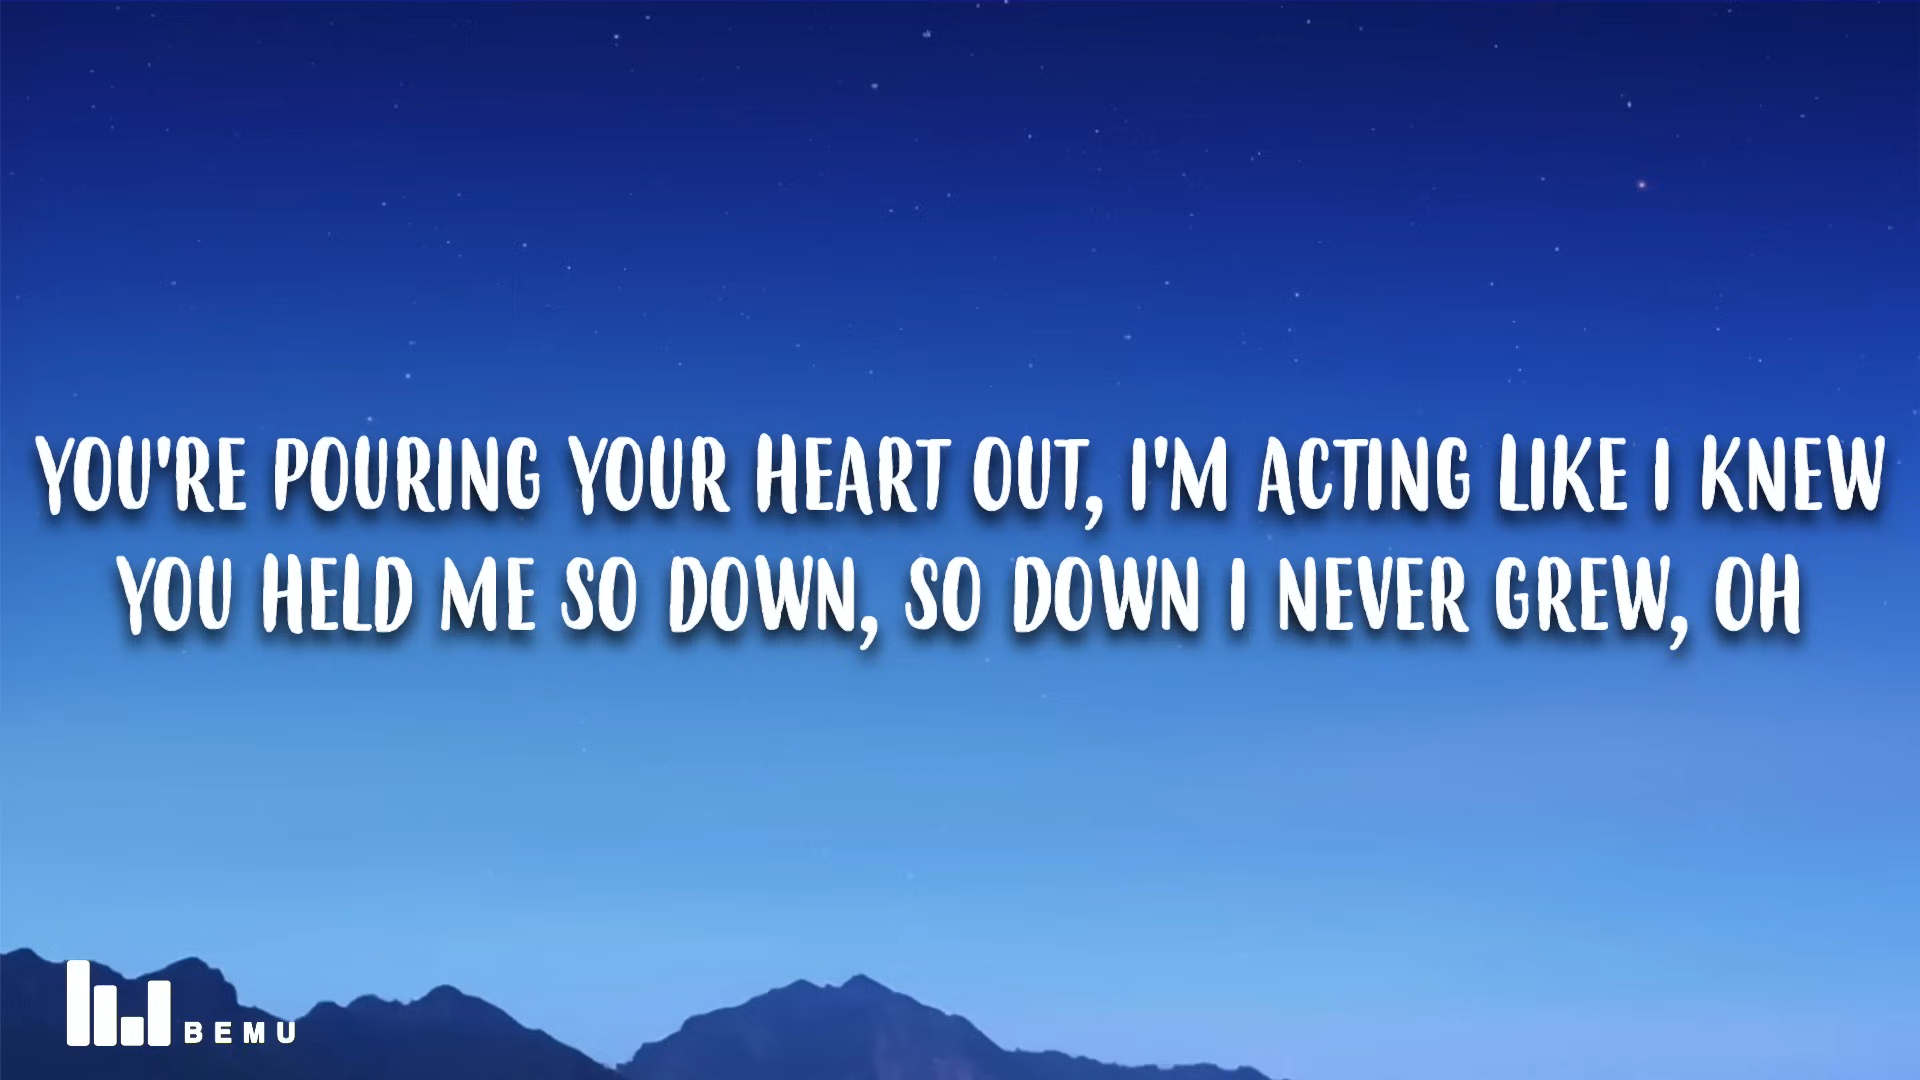 YOU'RE POURING YOUR HEART OUT, I'M ACTING LIKE I KNEW
YOU HELD ME SO DOWN, SO DOWN I NEVER GREW, OH
BEMU